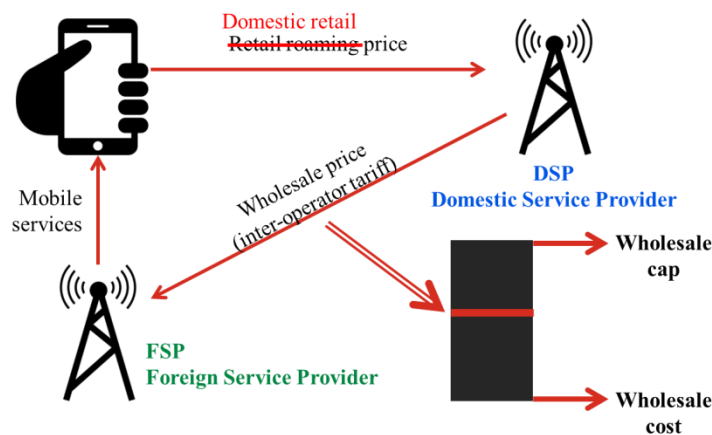 Domestic retail
Retail roaming price
DSP
Domestic Service Provider
Wholesale price
(inter-operator tariff)
Mobile
services
Wholesale
cap
FSP
Foreign Service Provider
Wholesale
cost